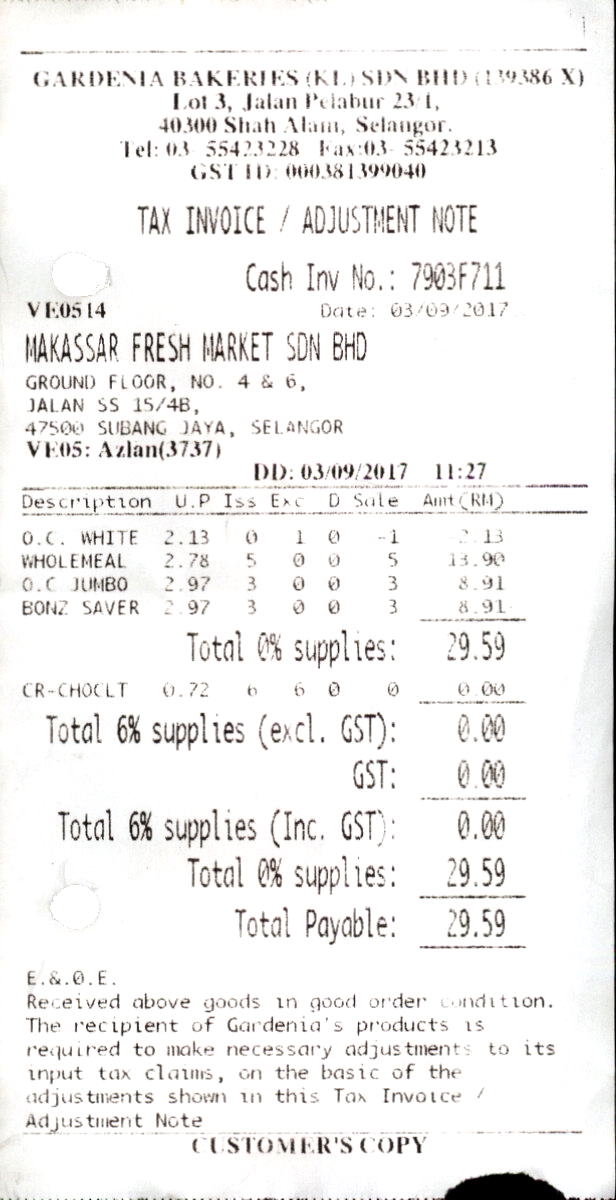 GARDENIA BAKERIES (KL) SDN BHD (139386 X)
Lot 3, Jalan Pelabur 23/1,
40300 Shah Alam, Selangor.
Tel: 03- 55423228 Fax:03- 55423213
GST ID: 000381399040
TAX INVOICE / ADJUSTMENT NOTE
Cash Inv No.: 7903F711
VE0514 Date: 03/09/2017
MAKASSAR FRESH MARKET SDN BHD
GROUND FLOOR, NO. 4 & 6,
JALAN SS 15/4B,
47500 SUBANG JAYA, SELANGOR
VE05: Azlan(3737)
DD: 03/09/2017 11:27
Description U.P Iss Exc D Sale Amt(RM)
O.C. WHITE 2.13 0 1 0 -1 -2.13
WHOLEMEAL 2.78 5 0 0 5 13.90
O.C JUMBO 2.97 3 0 0 3 8.91
BONZ SAVER 2.97 3 0 0 3 8.91
Total 0% supplies: 29.59
CR-CHOCLT 0.72 6 6 0 0 0.00
Total 6% supplies (excl. GST): 0.00
GST: 0.00
Total 6% supplies (Inc. GST): 0.00
Total 0% supplies: 29.59
Total Payable: 29.59
E.&.O.E.
Received above goods in good order condition.
The recipient of Gardenia's products is
required to make necessary adjustments to its
input tax claims, on the basic of the
adjustments shown in this Tax Invoice /
Adjustment Note
CUSTOMER'S COPY